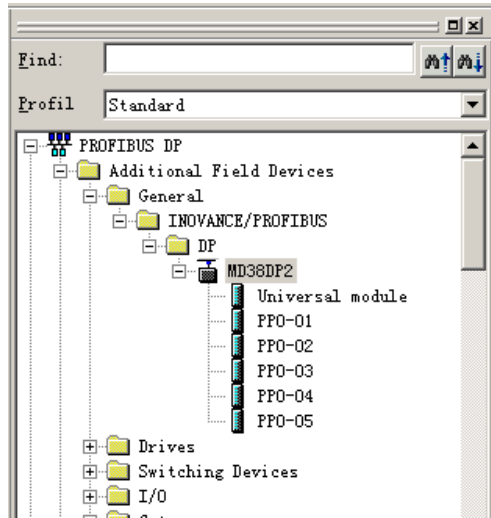 Find:
Profil Standard
PROFIBUS DP
Additional Field Devices
General
INOVANCE/PROFIBUS
DP
MD38DP2
Universal module
PPO-01
PPO-02
PPO-03
PPO-04
PPO-05
Drives
Switching Devices
I/O